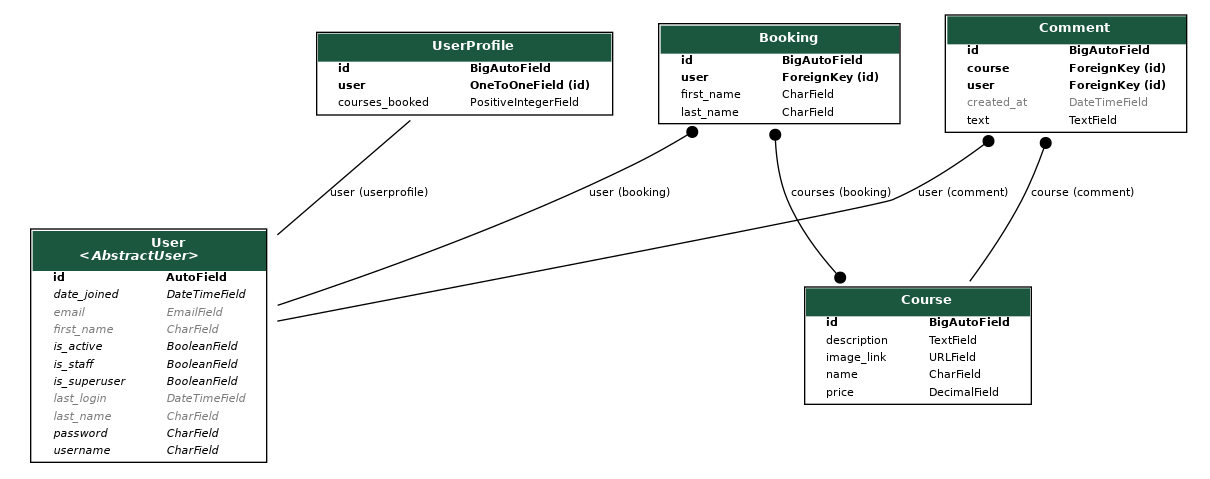 UserProfile
id BigAutoField
user OneToOneField (id)
courses_booked PositiveIntegerField
Booking
id BigAutoField
user ForeignKey (id)
first_name CharField
last_name CharField
Comment
id BigAutoField
course ForeignKey (id)
user ForeignKey (id)
created_at DateTimeField
text TextField
user (userprofile)
user (booking)
courses (booking)
user (comment)
course (comment)
User
<AbstractUser>
id AutoField
date_joined DateTimeField
email EmailField
first_name CharField
is_active BooleanField
is_staff BooleanField
is_superuser BooleanField
last_login DateTimeField
last_name CharField
password CharField
username CharField
Course
id BigAutoField
description TextField
image_link URLField
name CharField
price DecimalField